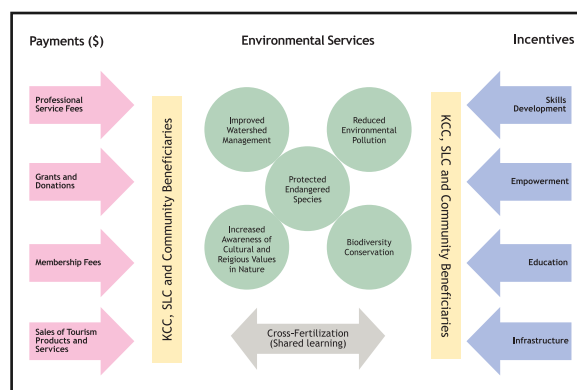 Payments ($)
Environmental Services
Incentives
Professional
Service Fees
Grants and
Donations
Membership Fees
Sales of Tourism
Products and
Services
KCC, SLC and Community Beneficiaries
Improved
Watershed
Management
Reduced
Environmental
Pollution
Protected
Endangered
Species
Increased
Awareness of
Cultural and
Reigious Values
in Nature
Biodiversity
Conservation
Cross-Fertilization
(Shared learning)
KCC, SLC and Community Beneficiaries
Skills
Development
Empowerment
Education
Infrastructure